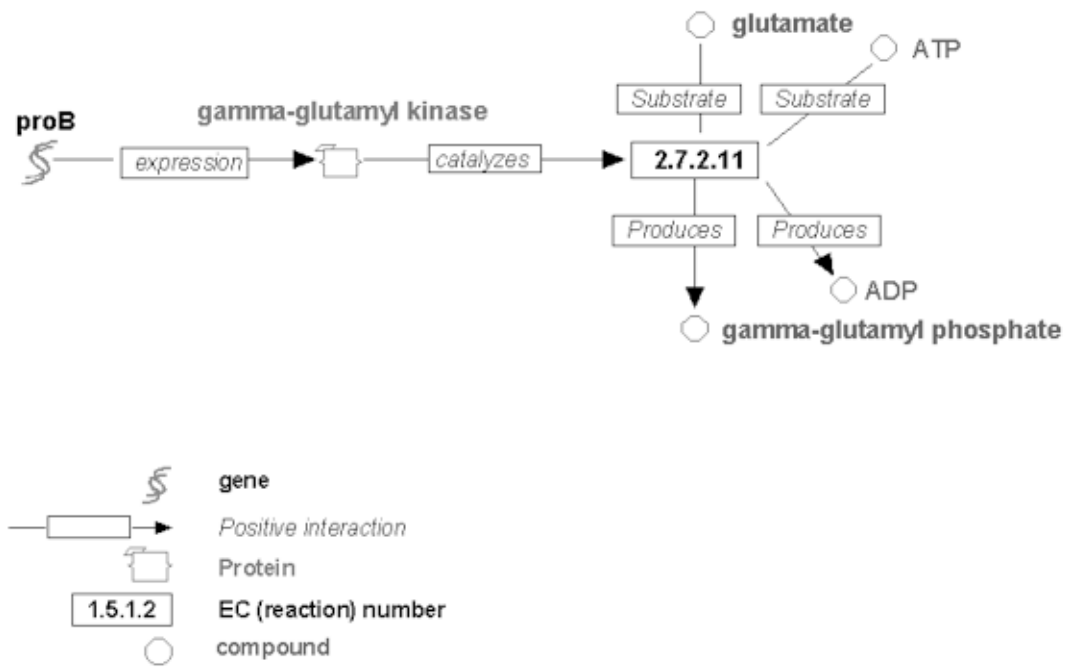 glutamate
ATP
Substrate
Substrate
proB
gamma-glutamyl kinase
expression
catalyzes
2.7.2.11
Produces
Produces
ADP
gamma-glutamyl phosphate
gene
Positive interaction
Protein
1.5.1.2
EC (reaction) number
compound